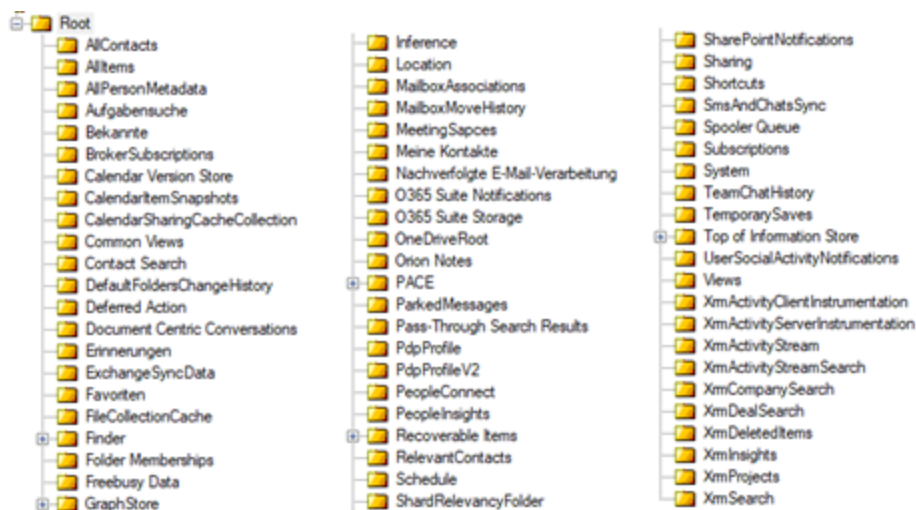 Root
AllContacts
AllItems
AllPersonMetadata
Aufgabensuche
Bekannte
BrokerSubscriptions
Calendar Version Store
CalendarItemSnapshots
CalendarSharingCacheCollection
Common Views
Contact Search
DefaultFoldersChangeHistory
Deferred Action
Document Centric Conversations
Erinnerungen
ExchangeSyncData
Favoriten
FileCollectionCache
Finder
Folder Memberships
Freebusy Data
GraphStore
Inference
Location
MailboxAssociations
MailboxMoveHistory
MeetingSapces
Meine Kontakte
Nachverfolgte E-Mail-Verarbeitung
O365 Suite Notifications
O365 Suite Storage
OneDriveRoot
Orion Notes
PACE
ParkedMessages
Pass-Through Search Results
PdpProfile
PdpProfileV2
PeopleConnect
PeopleInsights
Recoverable Items
RelevantContacts
Schedule
ShardRelevancyFolder
SharePointNotifications
Sharing
Shortcuts
SmsAndChatsSync
Spooler Queue
Subscriptions
System
TeamChatHistory
TemporarySaves
Top of Information Store
UserSocialActivityNotifications
Views
XrmActivityClientInstrumentation
XrmActivityServerInstrumentation
XrmActivityStream
XrmActivityStreamSearch
XrmCompanySearch
XrmDealSearch
XrmDeletedItems
XrmInsights
XrmProjects
XrmSearch